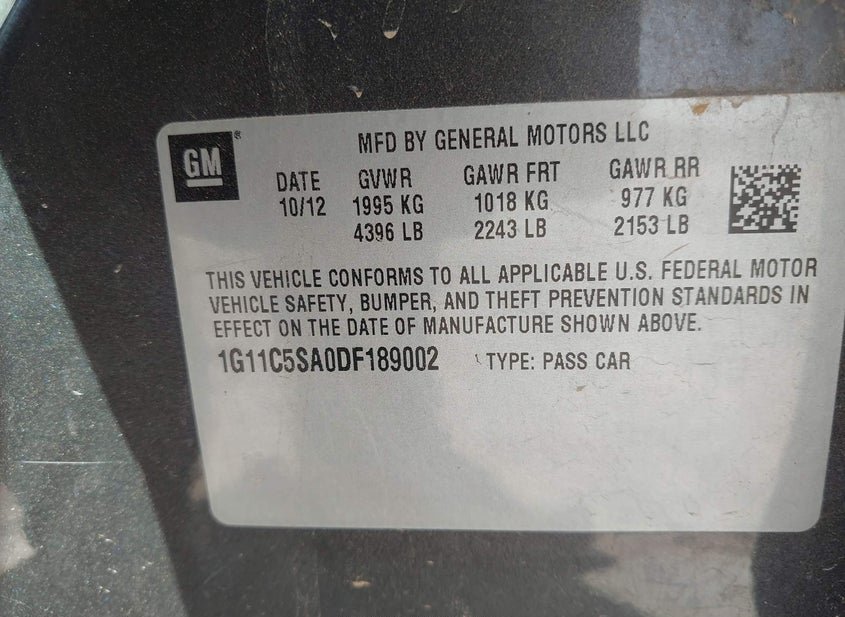 GM®
MFD BY GENERAL MOTORS LLC
DATE GVWR GAWR FRT GAWR RR
10/12 1995 KG 1018 KG 977 KG
4396 LB 2243 LB 2153 LB
THIS VEHICLE CONFORMS TO ALL APPLICABLE U.S. FEDERAL MOTOR
VEHICLE SAFETY, BUMPER, AND THEFT PREVENTION STANDARDS IN
EFFECT ON THE DATE OF MANUFACTURE SHOWN ABOVE.
1G11C5SA0DF189002 TYPE: PASS CAR